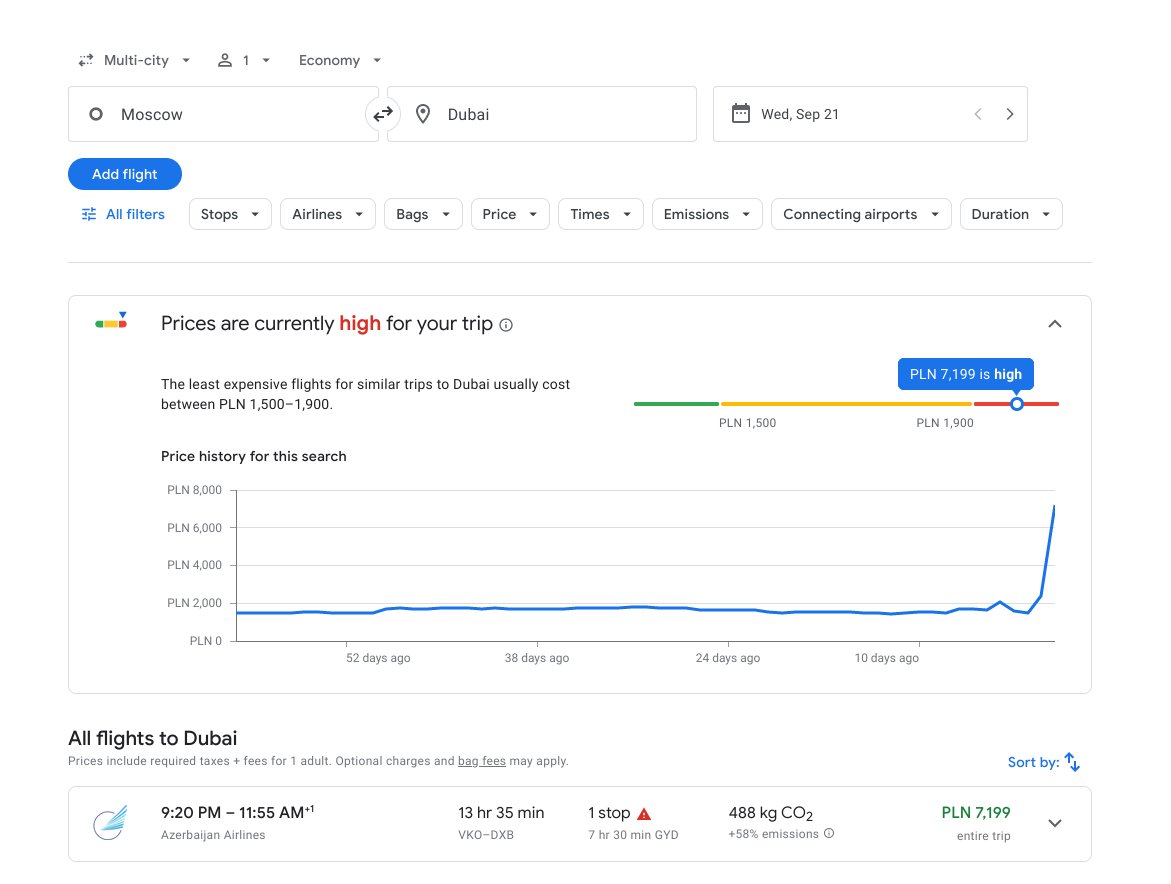 Multi-city 1 Economy
Moscow Dubai Wed, Sep 21
Add flight
All filters Stops Airlines Bags Price Times Emissions Connecting airports Duration
Prices are currently high for your trip
The least expensive flights for similar trips to Dubai usually cost
between PLN 1,500–1,900.
PLN 7,199 is high
PLN 1,500 PLN 1,900
Price history for this search
PLN 8,000
PLN 6,000
PLN 4,000
PLN 2,000
PLN 0
52 days ago 38 days ago 24 days ago 10 days ago
All flights to Dubai
Prices include required taxes + fees for 1 adult. Optional charges and bag fees may apply.
Sort by:
9:20 PM – 11:55 AM+1 13 hr 35 min 1 stop 488 kg CO2 PLN 7,199
Azerbaijan Airlines VKO–DXB 7 hr 30 min GYD +58% emissions entire trip